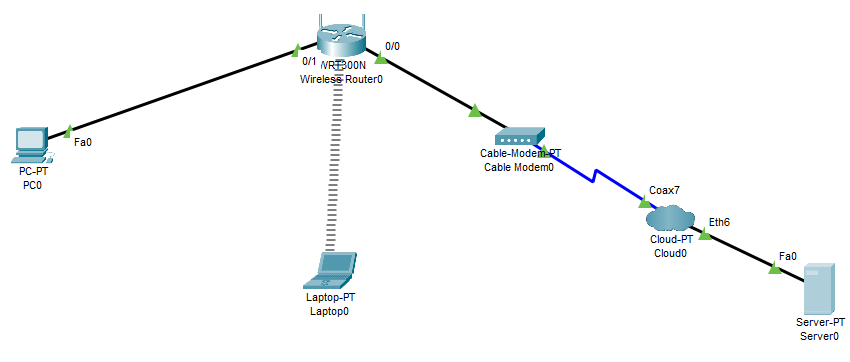 0/1
0/0
WRT300N
Wireless Router0
Fa0
PC-PT
PC0
Cable-Modem-PT
Cable Modem0
Coax7
Eth6
Cloud-PT
Cloud0
Fa0
Laptop-PT
Laptop0
Server-PT
Server0